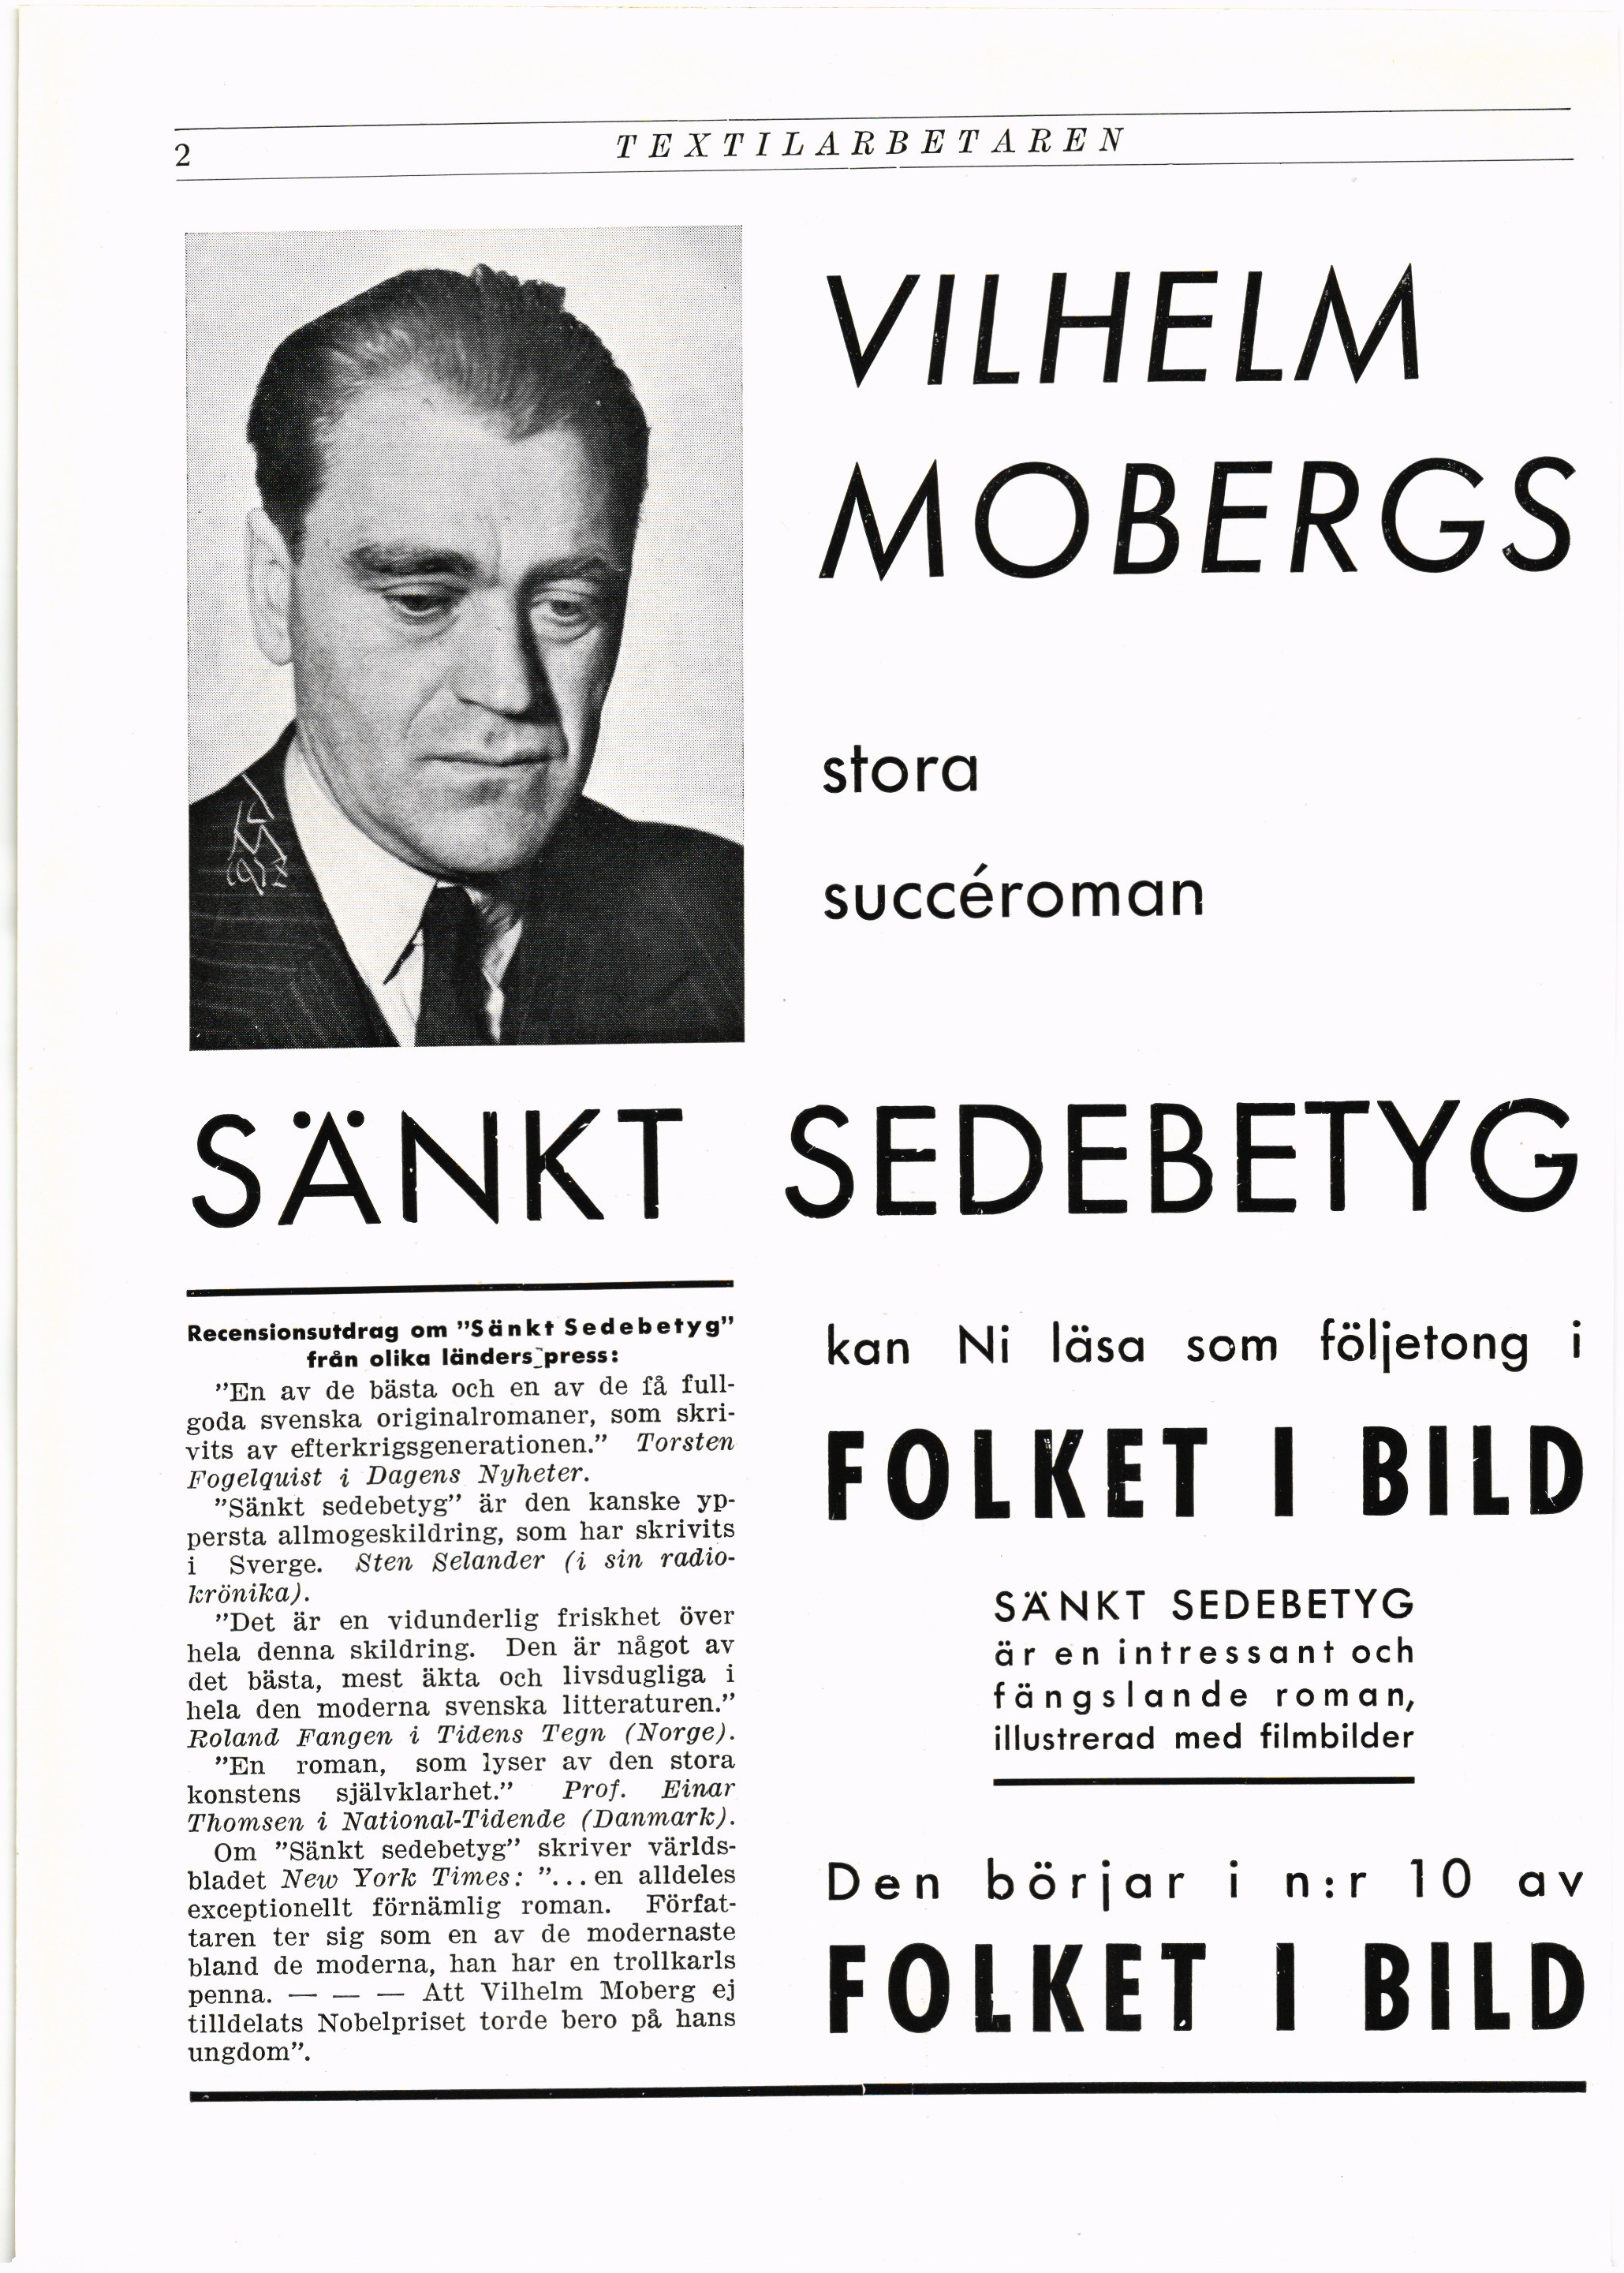 2
TEXTILARBETAREN
VILHELM
MOBERGS
stora
succéroman
SÄNKT SEDEBETYG
Recensionsutdrag om ”Sänkt Sedebetyg”
från olika länders press:
”En av de bästa och en av de få full-
goda svenska originalromaner, som skri-
vits av efterkrigsgenerationen.” Torsten
Fogelquist i Dagens Nyheter.
”Sänkt sedebetyg” är den kanske yp-
persta allmogeskildring, som har skrivits
i Sverge. Sten Selander (i sin radio-
krönika).
”Det är en vidunderlig friskhet över
hela denna skildring. Den är något av
det bästa, mest äkta och livsdugliga i
hela den moderna svenska litteraturen.”
Roland Fangen i Tidens Tegn (Norge).
”En roman, som lyser av den stora
konstens självklarhet.” Prof. Einar
Thomsen i National-Tidende (Danmark).
Om ”Sänkt sedebetyg” skriver världs-
bladet New York Times: ”... en alldeles
exceptionellt förnämlig roman. Förfat-
taren ter sig som en av de modernaste
bland de moderna, han har en trollkarls
penna. — — — Att Vilhelm Moberg ej
tilldelats Nobelpriset torde bero på hans
ungdom”.
kan Ni läsa som följetong i
FOLKET I BILD
SÄNKT SEDEBETYG
är en intressant och
fängslande roman,
illustrerad med filmbilder
Den börjar i n:r 10 av
FOLKET I BILD